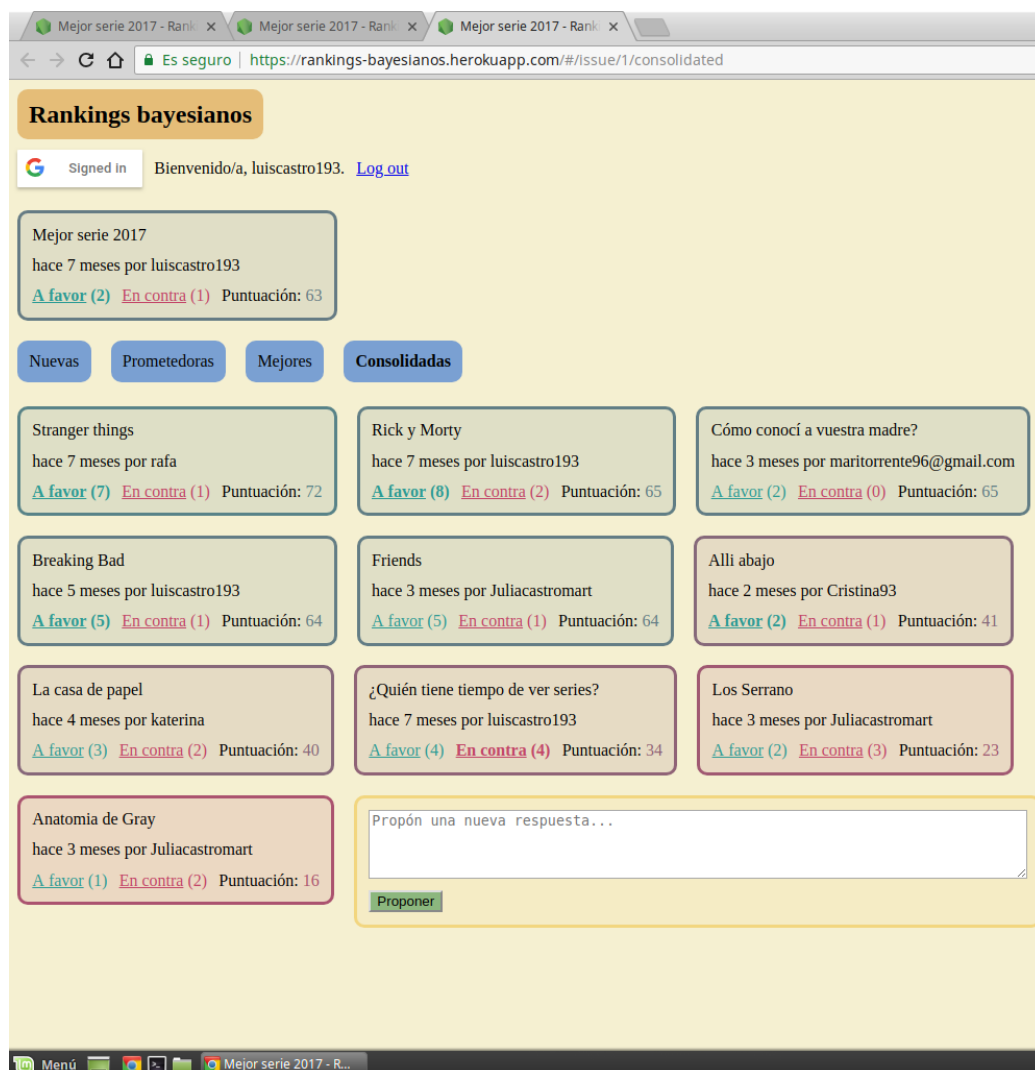 Mejor serie 2017 - Rank Mejor serie 2017 - Rank Mejor serie 2017 - Rank
Es seguro | https://rankings-bayesianos.herokuapp.com/#/issue/1/consolidated
Rankings bayesianos
Signed in Bienvenido/a, luiscastro193. Log out
Mejor serie 2017
hace 7 meses por luiscastro193
A favor (2) En contra (1) Puntuación: 63
Nuevas Prometedoras Mejores Consolidadas
Stranger things
hace 7 meses por rafa
A favor (7) En contra (1) Puntuación: 72
Rick y Morty
hace 7 meses por luiscastro193
A favor (8) En contra (2) Puntuación: 65
Cómo conocí a vuestra madre?
hace 3 meses por maritorrente96@gmail.com
A favor (2) En contra (0) Puntuación: 65
Breaking Bad
hace 5 meses por luiscastro193
A favor (5) En contra (1) Puntuación: 64
Friends
hace 3 meses por Juliacastromart
A favor (5) En contra (1) Puntuación: 64
Alli abajo
hace 2 meses por Cristina93
A favor (2) En contra (1) Puntuación: 41
La casa de papel
hace 4 meses por katerina
A favor (3) En contra (2) Puntuación: 40
¿Quién tiene tiempo de ver series?
hace 7 meses por luiscastro193
A favor (4) En contra (4) Puntuación: 34
Los Serrano
hace 3 meses por Juliacastromart
A favor (2) En contra (3) Puntuación: 23
Anatomia de Gray
hace 3 meses por Juliacastromart
A favor (1) En contra (2) Puntuación: 16
Propón una nueva respuesta...
Proponer
Menú Mejor serie 2017 - R...